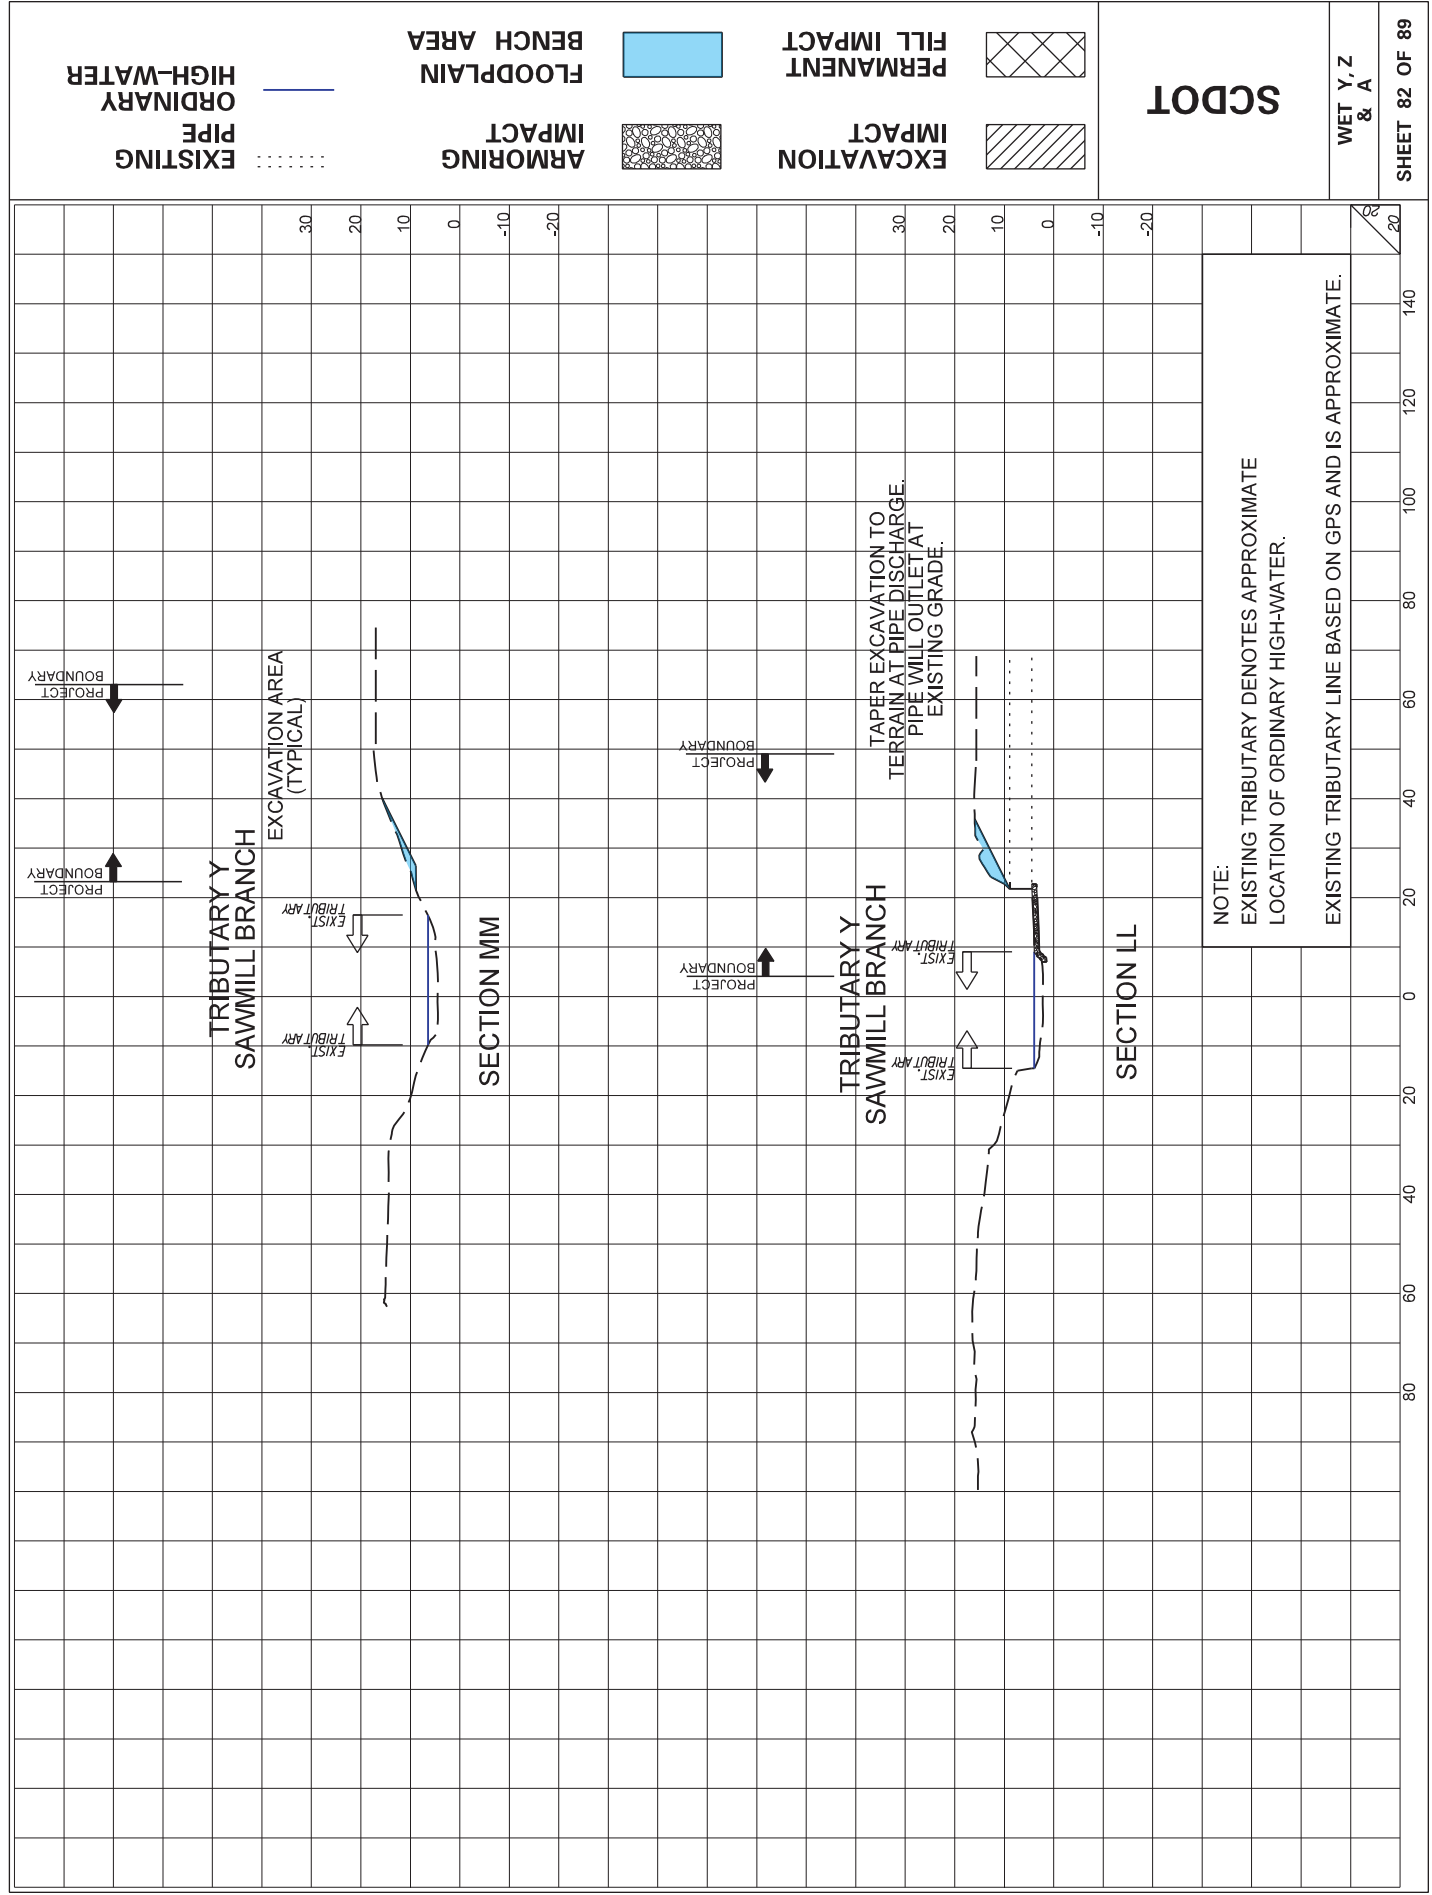 EXISTING
PIPE
ORDINARY
HIGH-WATER
ARMORING
IMPACT
FLOODPLAIN
BENCH AREA
EXCAVATION
IMPACT
PERMANENT
FILL IMPACT
SCDOT
WET Y, Z
& A
SHEET 82 OF 89
30
20
10
0
-10
-20
PROJECT
BOUNDARY
PROJECT
BOUNDARY
TRIBUTARY Y
SAWMILL BRANCH
EXCAVATION AREA
(TYPICAL)
EXIST.
TRIBUTARY
EXIST.
TRIBUTARY
SECTION MM
30
20
10
0
-10
-20
PROJECT
BOUNDARY
PROJECT
BOUNDARY
TRIBUTARY Y
SAWMILL BRANCH
TAPER EXCAVATION TO
TERRAIN AT PIPE DISCHARGE.
PIPE WILL OUTLET AT
EXISTING GRADE.
EXIST.
TRIBUTARY
EXIST.
TRIBUTARY
SECTION LL
NOTE:
EXISTING TRIBUTARY DENOTES APPROXIMATE
LOCATION OF ORDINARY HIGH-WATER.
EXISTING TRIBUTARY LINE BASED ON GPS AND IS APPROXIMATE.
80
60
40
20
0
20
40
60
80
100
120
140
20
20